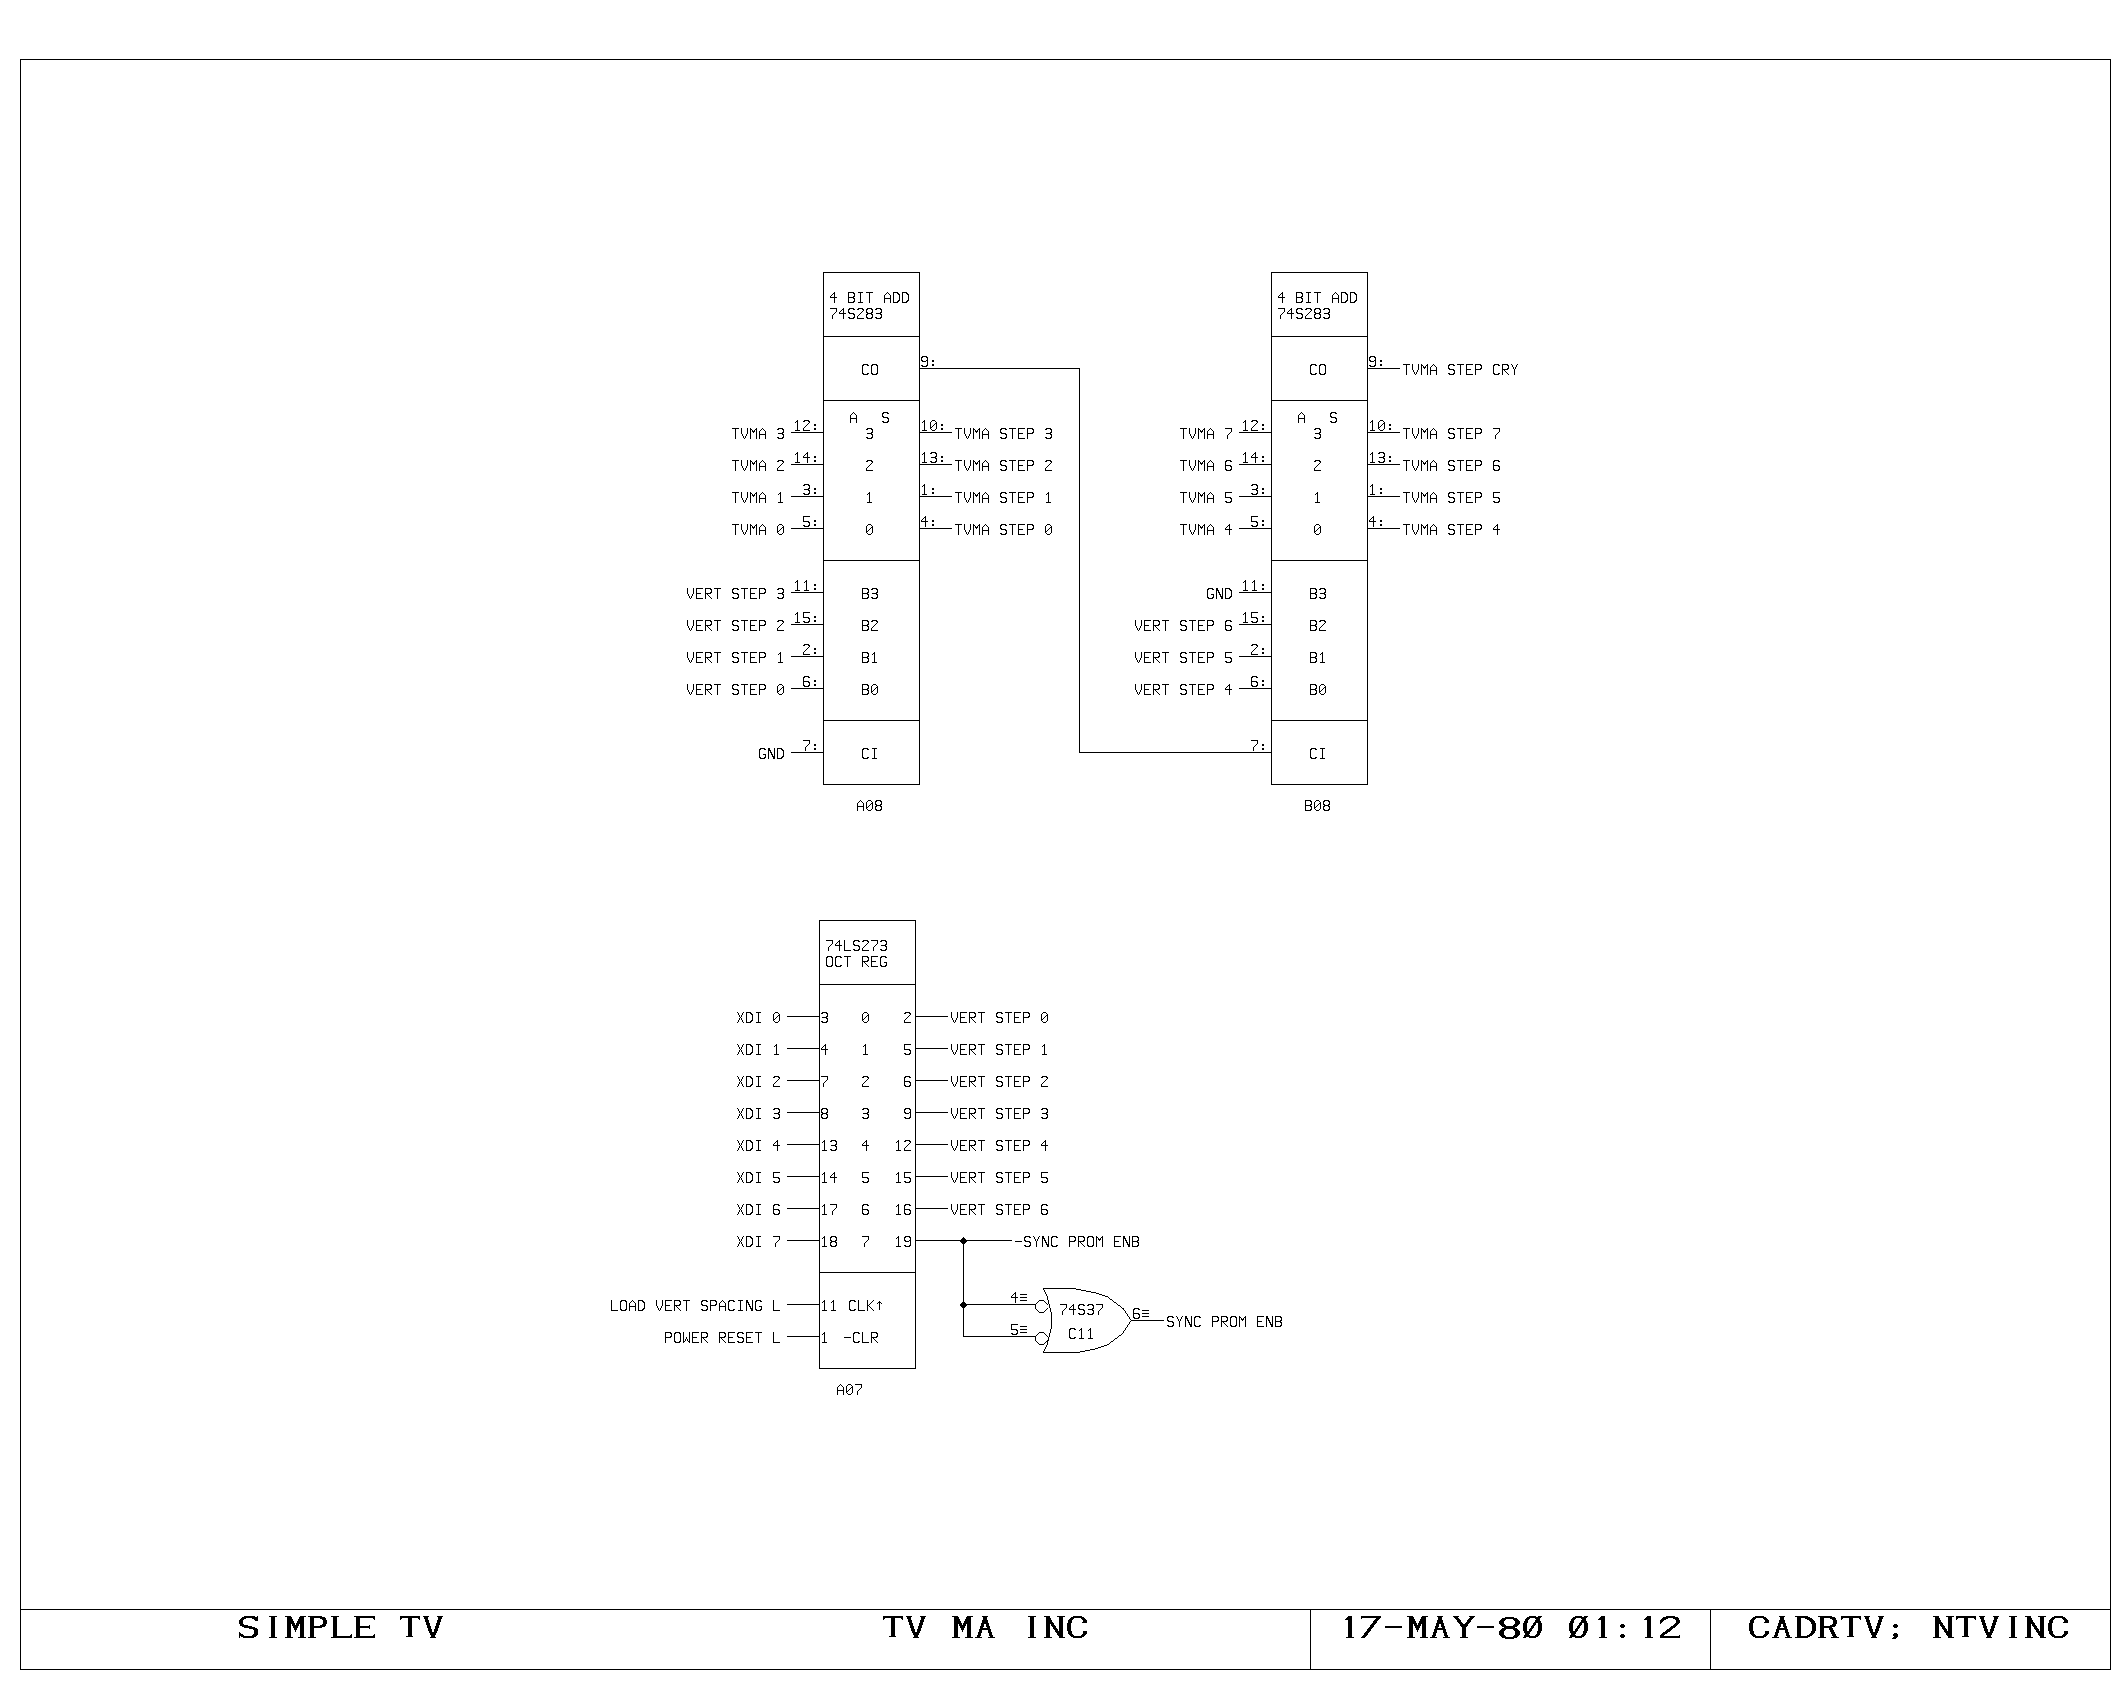 4 BIT ADD
74S283
CO
9:
A S
TVMA 3 12: 3 10: TVMA STEP 3
TVMA 2 14: 2 13: TVMA STEP 2
TVMA 1 3: 1 1: TVMA STEP 1
TVMA 0 5: 0 4: TVMA STEP 0
VERT STEP 3 11: B3
VERT STEP 2 15: B2
VERT STEP 1 2: B1
VERT STEP 0 6: B0
GND 7: CI
A08
4 BIT ADD
74S283
CO 9: TVMA STEP CRY
A S
TVMA 7 12: 3 10: TVMA STEP 7
TVMA 6 14: 2 13: TVMA STEP 6
TVMA 5 3: 1 1: TVMA STEP 5
TVMA 4 5: 0 4: TVMA STEP 4
GND 11: B3
VERT STEP 6 15: B2
VERT STEP 5 2: B1
VERT STEP 4 6: B0
7: CI
B08
74LS273
OCT REG
XDI 0 3 0 2 VERT STEP 0
XDI 1 4 1 5 VERT STEP 1
XDI 2 7 2 6 VERT STEP 2
XDI 3 8 3 9 VERT STEP 3
XDI 4 13 4 12 VERT STEP 4
XDI 5 14 5 15 VERT STEP 5
XDI 6 17 6 16 VERT STEP 6
XDI 7 18 7 19 -SYNC PROM ENB
LOAD VERT SPACING L 11 CLK↑
POWER RESET L 1 -CLR
A07
4≡
5≡
74S37
C11
6≡ SYNC PROM ENB
SIMPLE TV
TV MA INC
17-MAY-80 01:12
CADRTV; NTVINC